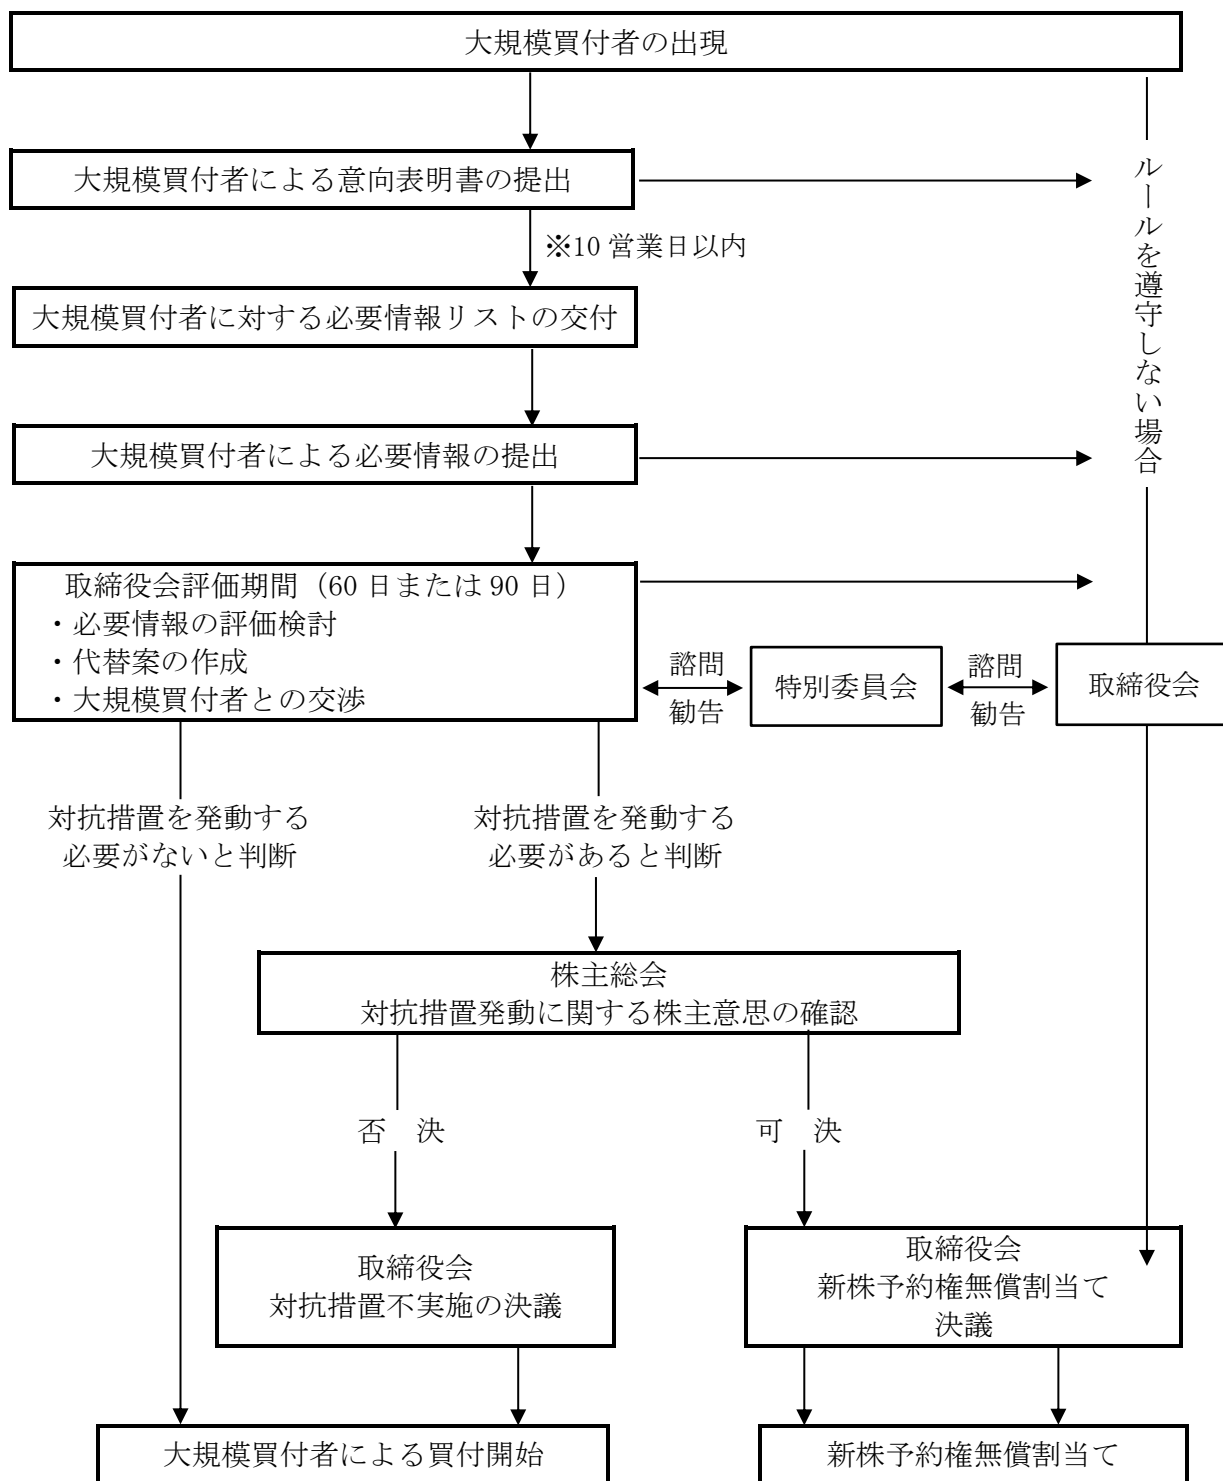 大規模買付者の出現
大規模買付者による意向表明書の提出
ルールを遵守しない場合
※10 営業日以内
大規模買付者に対する必要情報リストの交付
大規模買付者による必要情報の提出
取締役会評価期間（60 日または 90 日）
・必要情報の評価検討
・代替案の作成
・大規模買付者との交渉
諮問
勧告
特別委員会
諮問
勧告
取締役会
対抗措置を発動する
必要がないと判断
対抗措置を発動する
必要があると判断
株主総会
対抗措置発動に関する株主意思の確認
否　決
可　決
取締役会
対抗措置不実施の決議
取締役会
新株予約権無償割当て
決議
大規模買付者による買付開始
新株予約権無償割当て